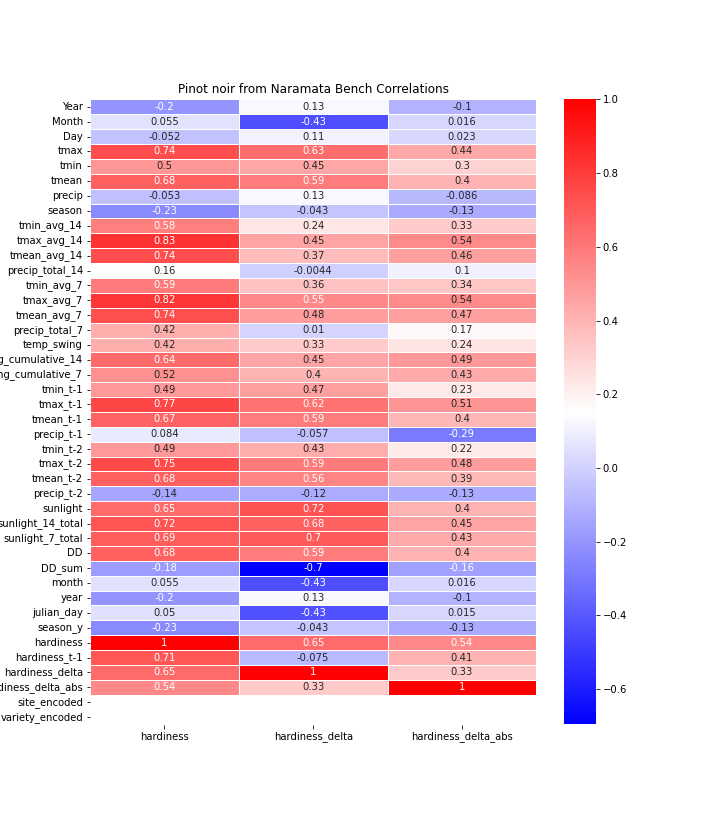 Pinot noir from Naramata Bench Correlations
Year -0.2 0.13 -0.1
Month 0.055 -0.43 0.016
Day -0.052 0.11 0.023
tmax 0.74 0.63 0.44
tmin 0.5 0.45 0.3
tmean 0.68 0.59 0.4
precip -0.053 0.13 -0.086
season -0.23 -0.043 -0.13
tmin_avg_14 0.58 0.24 0.33
tmax_avg_14 0.83 0.45 0.54
tmean_avg_14 0.74 0.37 0.46
precip_total_14 0.16 -0.0044 0.1
tmin_avg_7 0.59 0.36 0.34
tmax_avg_7 0.82 0.55 0.54
tmean_avg_7 0.74 0.48 0.47
precip_total_7 0.42 0.01 0.17
temp_swing 0.42 0.33 0.24
g_cumulative_14 0.64 0.45 0.49
ng_cumulative_7 0.52 0.4 0.43
tmin_t-1 0.49 0.47 0.23
tmax_t-1 0.77 0.62 0.51
tmean_t-1 0.67 0.59 0.4
precip_t-1 0.084 -0.057 -0.29
tmin_t-2 0.49 0.43 0.22
tmax_t-2 0.75 0.59 0.48
tmean_t-2 0.68 0.56 0.39
precip_t-2 -0.14 -0.12 -0.13
sunlight 0.65 0.72 0.4
sunlight_14_total 0.72 0.68 0.45
sunlight_7_total 0.69 0.7 0.43
DD 0.68 0.59 0.4
DD_sum -0.18 -0.7 -0.16
month 0.055 -0.43 0.016
year -0.2 0.13 -0.1
julian_day 0.05 -0.43 0.015
season_y -0.23 -0.043 -0.13
hardiness 1 0.65 0.54
hardiness_t-1 0.71 -0.075 0.41
hardiness_delta 0.65 1 0.33
diness_delta_abs 0.54 0.33 1
site_encoded
variety_encoded
hardiness hardiness_delta hardiness_delta_abs
1.0
0.8
0.6
0.4
0.2
0.0
−0.2
−0.4
−0.6